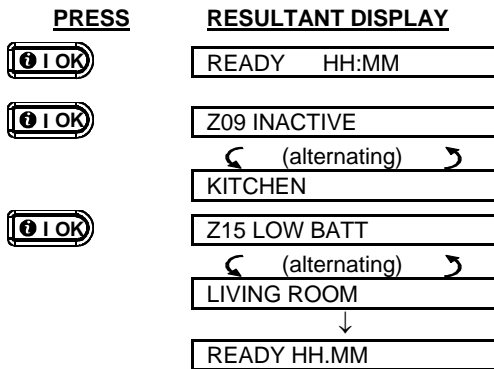 PRESS RESULTANT DISPLAY
i I OK READY HH:MM
i I OK Z09 INACTIVE
(alternating)
KITCHEN
i I OK Z15 LOW BATT
(alternating)
LIVING ROOM
↓
READY HH.MM